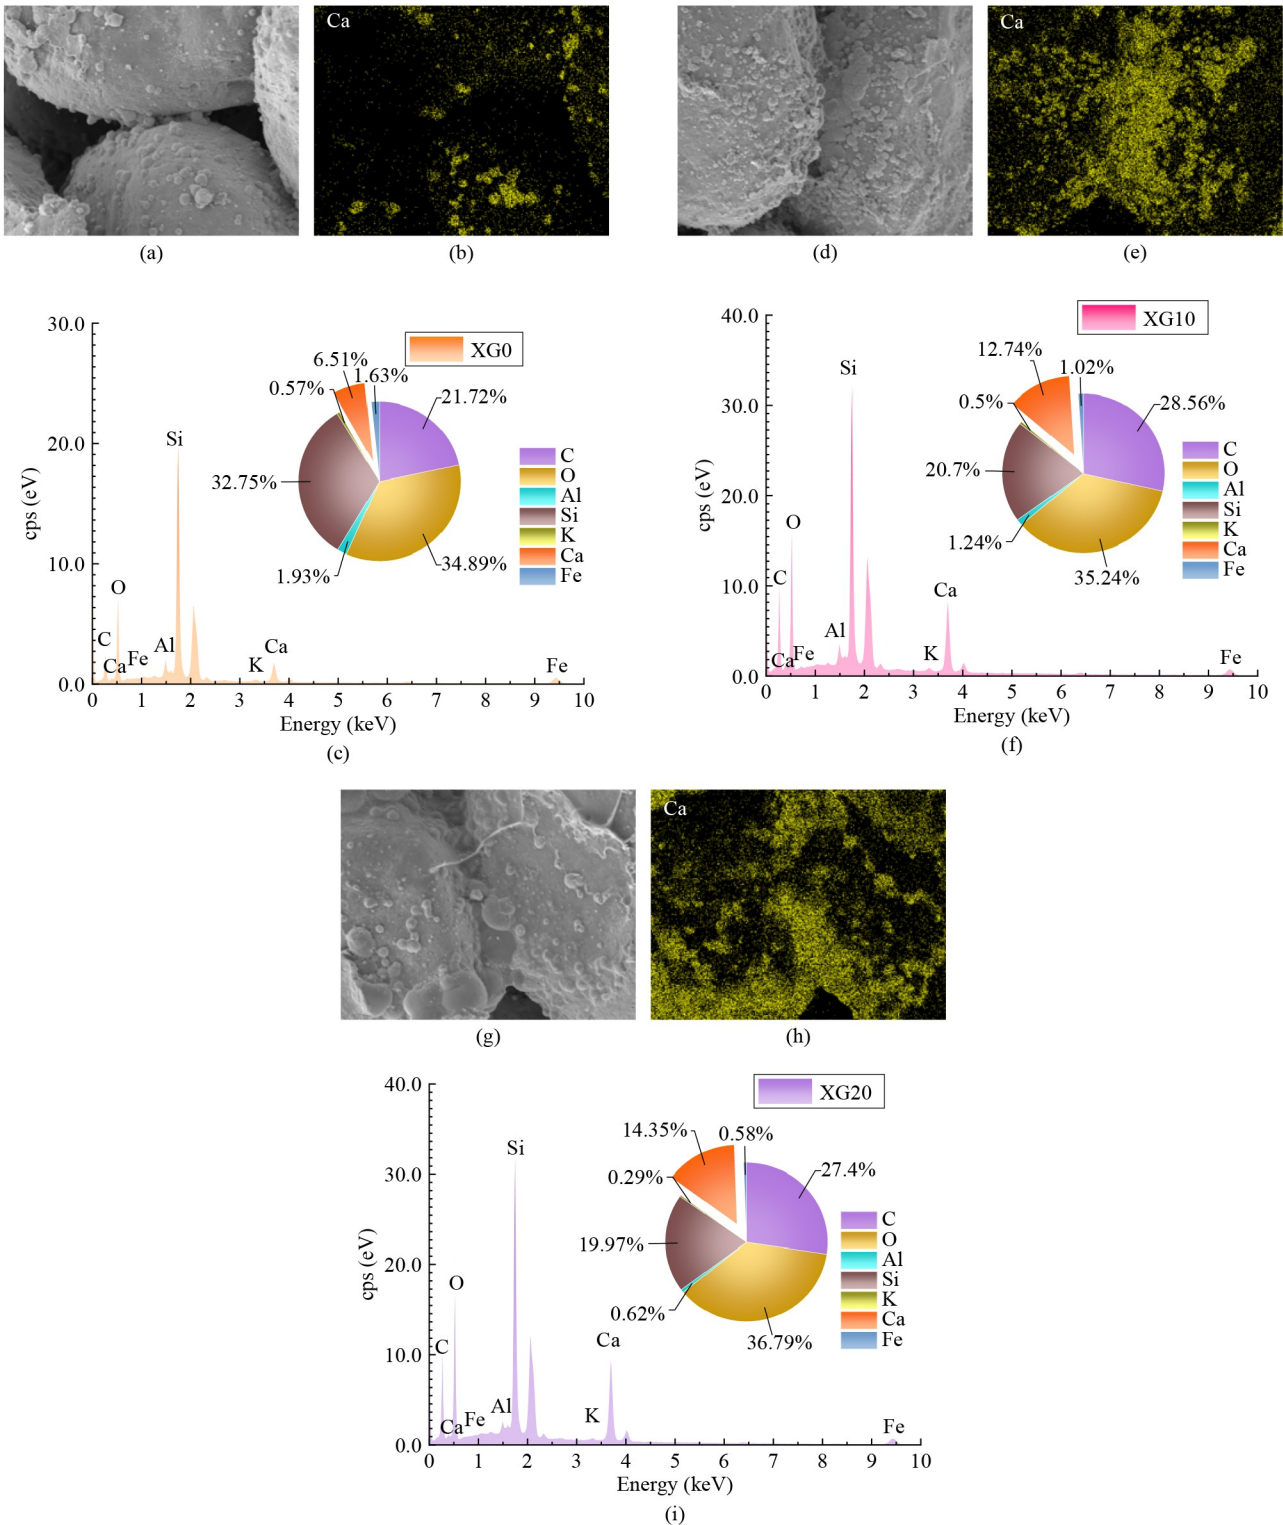 Ca
Ca
(a)
(b)
(d)
(e)
XG0
6.51%
1.63%
0.57%
21.72%
32.75%
34.89%
1.93%
C
O
Al
Si
K
Ca
Fe
30.0
20.0
10.0
0.0
cps (eV)
Si
O
C
Ca
Fe
Al
K
Ca
Fe
0 1 2 3 4 5 6 7 8 9 10
Energy (keV)
(c)
XG10
12.74%
1.02%
0.5%
28.56%
20.7%
1.24%
35.24%
C
O
Al
Si
K
Ca
Fe
40.0
30.0
20.0
10.0
0.0
cps (eV)
Si
O
C
Ca
Fe
Al
K
Ca
Fe
0 1 2 3 4 5 6 7 8 9 10
Energy (keV)
(f)
Ca
(g)
(h)
XG20
14.35%
0.58%
0.29%
27.4%
19.97%
0.62%
36.79%
C
O
Al
Si
K
Ca
Fe
40.0
30.0
20.0
10.0
0.0
cps (eV)
Si
O
C
Ca
Fe
Al
K
Ca
Fe
0 1 2 3 4 5 6 7 8 9 10
Energy (keV)
(i)